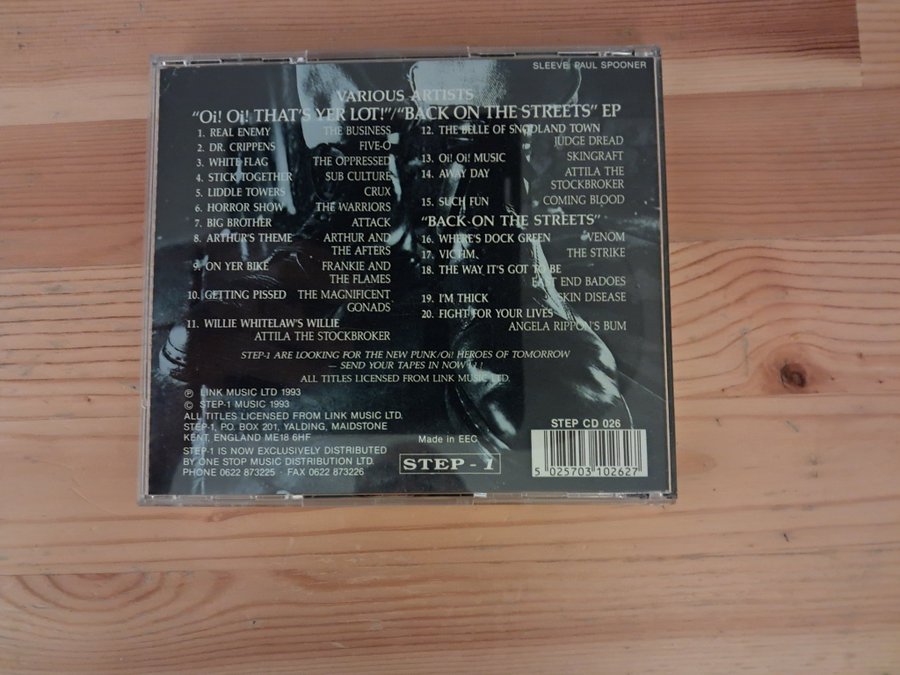 SLEEVE: PAUL SPOONER
VARIOUS ARTISTS
"Oi! Oi! THAT'S YER LOT!"/"BACK ON THE STREETS" EP
1. REAL ENEMY THE BUSINESS
2. DR. CRIPPENS FIVE-O
3. WHITE FLAG THE OPPRESSED
4. STICK TOGETHER SUB CULTURE
5. LIDDLE TOWERS CRUX
6. HORROR SHOW THE WARRIORS
7. BIG BROTHER ATTACK
8. ARTHUR'S THEME ARTHUR AND
THE AFTERS
9. ON YER BIKE FRANKIE AND
THE FLAMES
10. GETTING PISSED THE MAGNIFICENT
GONADS
11. WILLIE WHITELAW'S WILLIE
ATTILA THE STOCKBROKER
12. THE BELLE OF SNODLAND TOWN
JUDGE DREAD
13. Oi! Oi! MUSIC SKINGRAFT
14. AWAY DAY ATTILA THE
STOCKBROKER
15. SUCH FUN COMING BLOOD
"BACK ON THE STREETS"
16. WHERE'S DOCK GREEN VENOM
17. VICTIM THE STRIKE
18. THE WAY IT'S GOT TO BE
EAST END BADOES
19. I'M THICK SKIN DISEASE
20. FIGHT FOR YOUR LIVES
ANGELA RIPPON'S BUM
STEP-1 ARE LOOKING FOR THE NEW PUNK/Oi! HEROES OF TOMORROW
— SEND YOUR TAPES IN NOW!!!
ALL TITLES LICENSED FROM LINK MUSIC LTD.
℗ LINK MUSIC LTD 1993
© STEP-1 MUSIC 1993
ALL TITLES LICENSED FROM LINK MUSIC LTD.
STEP-1, P.O. BOX 201, YALDING, MAIDSTONE
KENT, ENGLAND ME18 6HF
STEP-1 IS NOW EXCLUSIVELY DISTRIBUTED
BY ONE STOP MUSIC DISTRIBUTION LTD.
PHONE 0622 873225 · FAX 0622 873226
Made in EEC
STEP-1
STEP CD 026
5 025703 102627